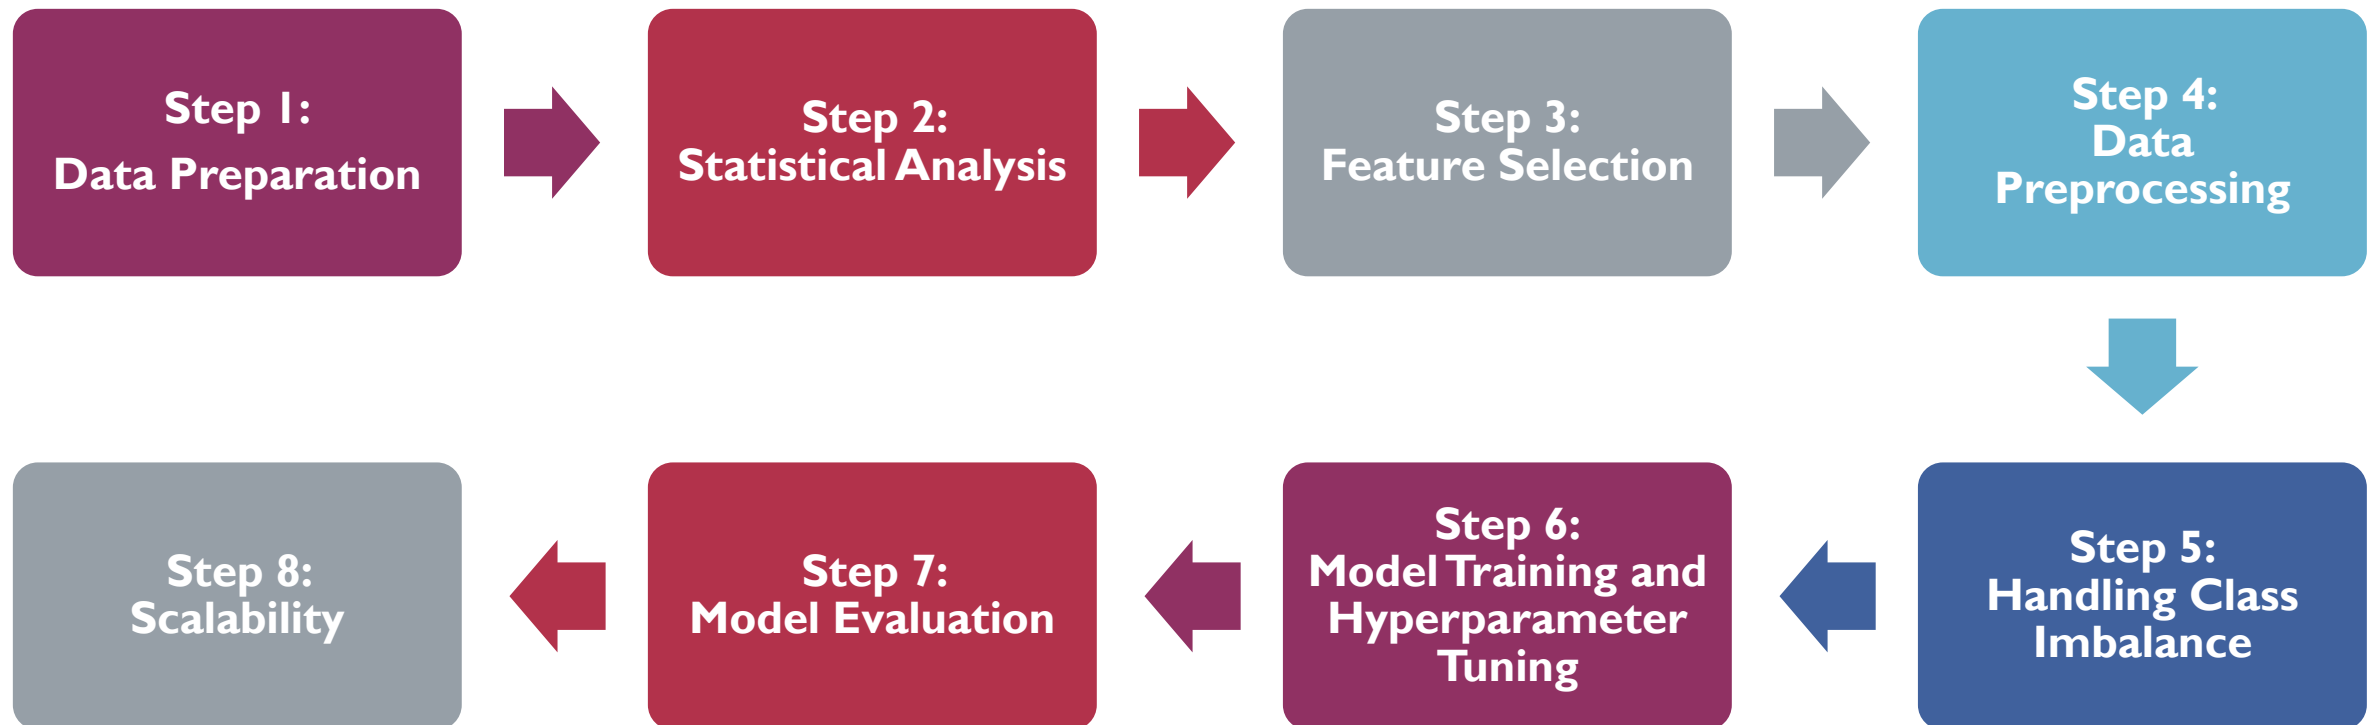 Step 1:
Data Preparation
Step 2:
Statistical Analysis
Step 3:
Feature Selection
Step 4:
Data
Preprocessing
Step 5:
Handling Class
Imbalance
Step 6:
Model Training and
Hyperparameter
Tuning
Step 7:
Model Evaluation
Step 8:
Scalability